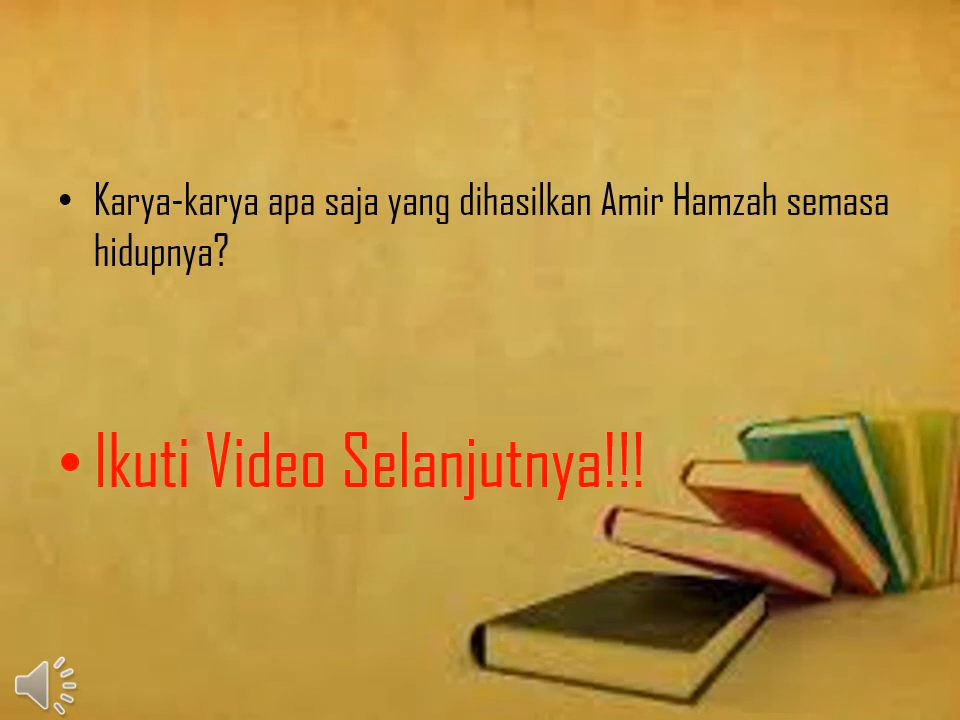 • Karya-karya apa saja yang dihasilkan Amir Hamzah semasa
hidupnya?
• Ikuti Video Selanjutnya!!!